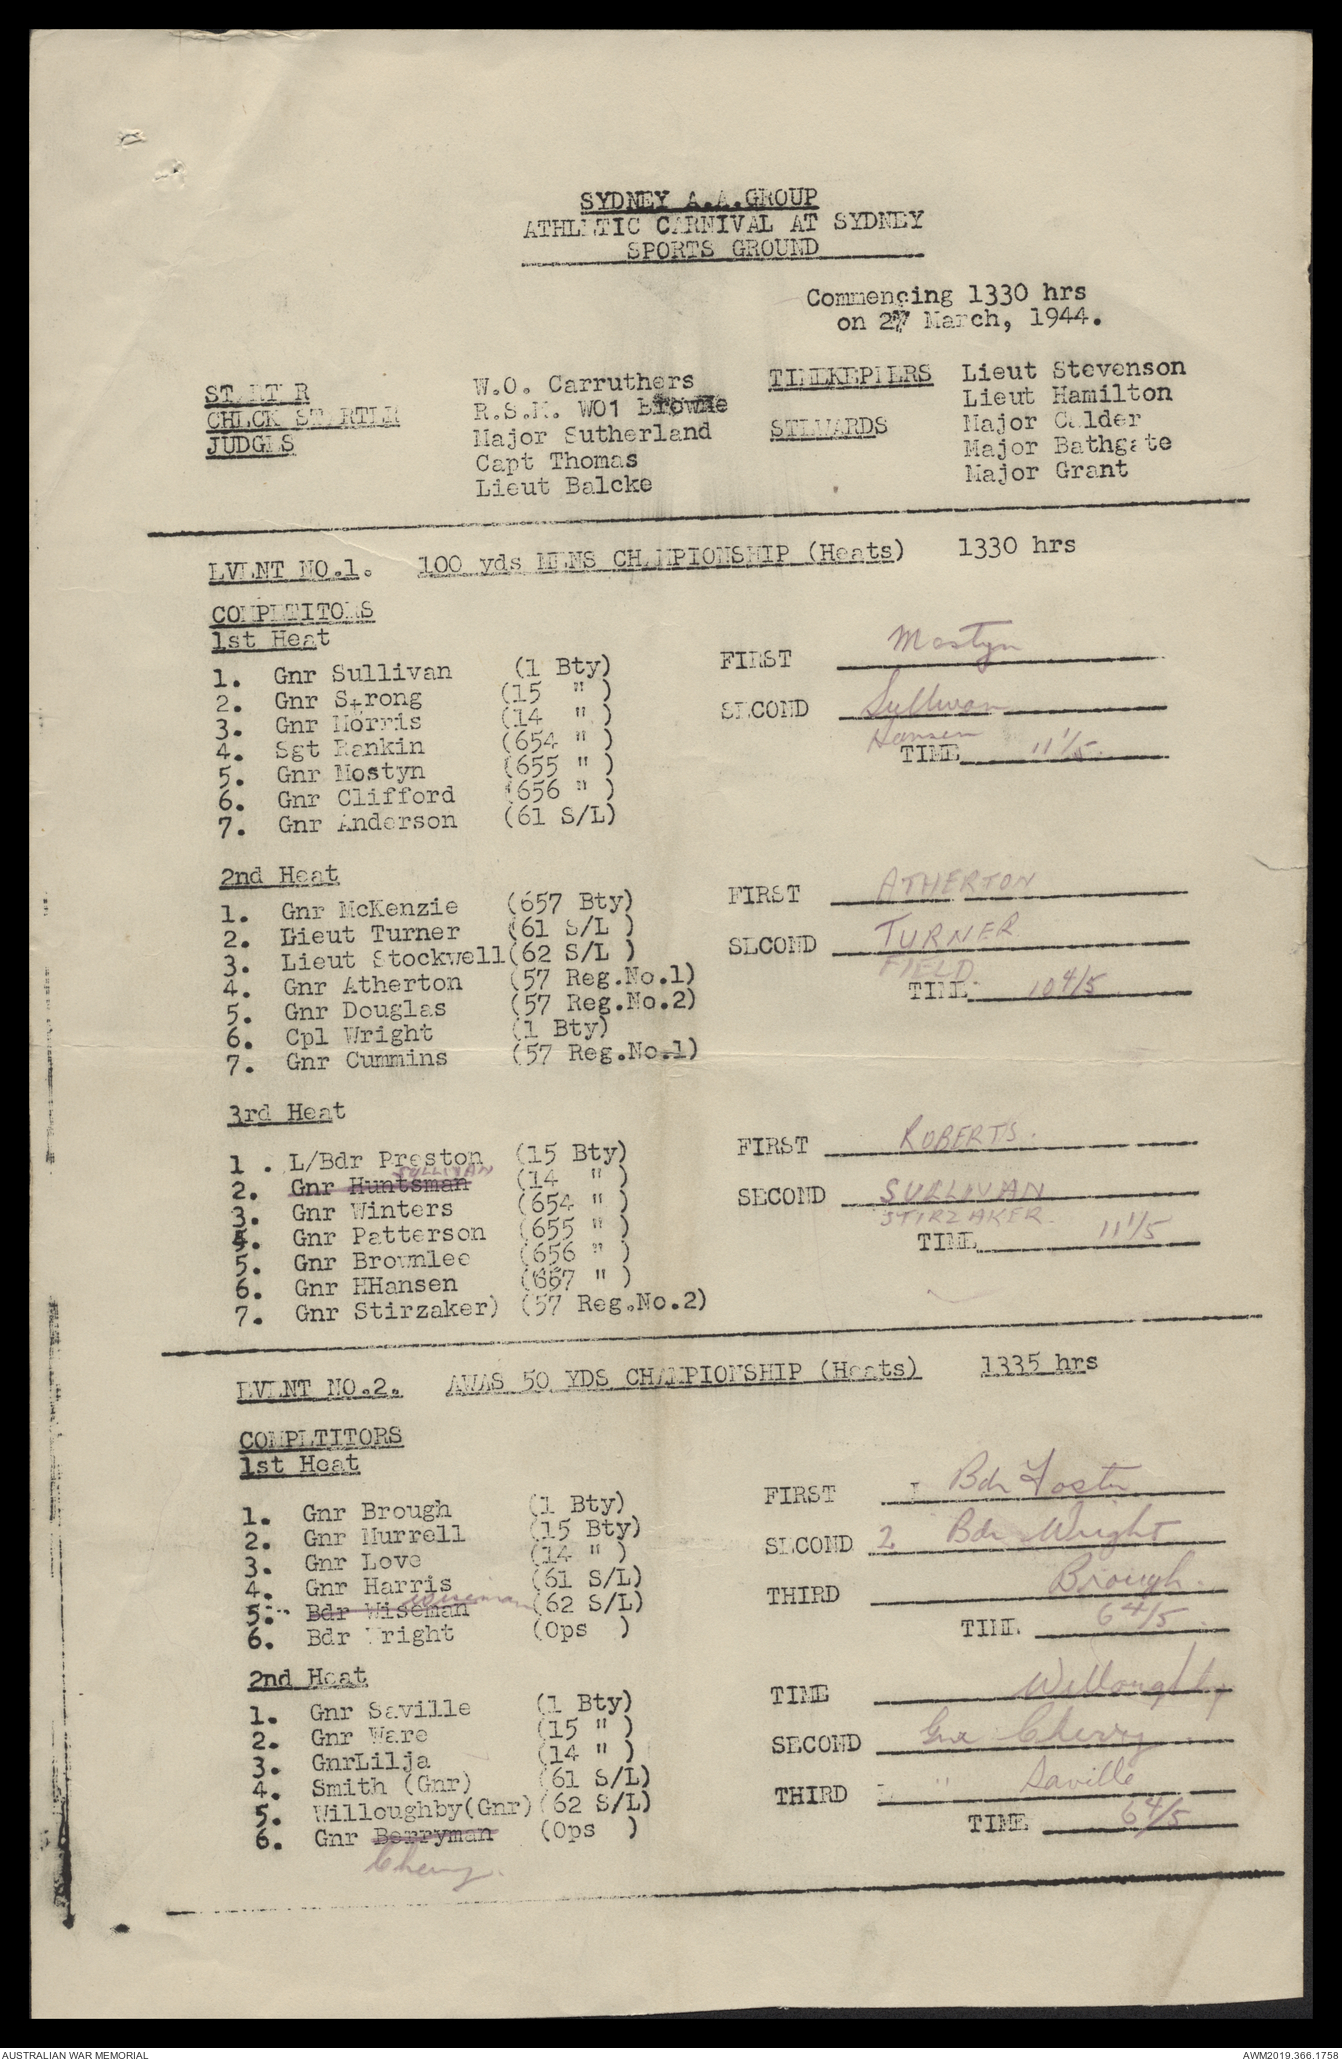 SYDNEY A.A.GROUP
ATHLETIC CARNIVAL AT SYDNEY
SPORTS GROUND
Commencing 1330 hrs
on 27 March, 1944.
STARTER W.O. Carruthers TIMEKEEPERS Lieut Stevenson
CHECK STARTER R.S.M. WO1 Browne Lieut Hamilton
JUDGES Major Sutherland STEWARDS Major Calder
Capt Thomas Major Bathgate
Lieut Balcke Major Grant
EVENT NO.1. 100 yds MENS CHAMPIONSHIP (Heats) 1330 hrs
COMPETITORS
1st Heat
1. Gnr Sullivan (1 Bty) FIRST Mostyn
2. Gnr Strong (15 " )
3. Gnr Morris (14 " ) SECOND Sullivan
4. Sgt Rankin (654 " ) Hansen
5. Gnr Mostyn (655 " ) TIME 11 1/5.
6. Gnr Clifford (656 " )
7. Gnr Anderson (61 S/L)
2nd Heat
1. Gnr McKenzie (657 Bty) FIRST ATHERTON
2. Lieut Turner (61 S/L )
3. Lieut Stockwell(62 S/L ) SECOND TURNER.
4. Gnr Atherton (57 Reg.No.1) FIELD
5. Gnr Douglas (57 Reg.No.2) TIME 10 4/5
6. Cpl Wright (1 Bty)
7. Gnr Cummins (57 Reg.No.1)
3rd Heat
1 . L/Bdr Preston (15 Bty) FIRST ROBERTS.
SULLIVAN
2. Gnr Huntsman (14 " )
3. Gnr Winters (654 " ) SECOND SULLIVAN
4. Gnr Patterson (655 " ) STIRZAKER.
5. Gnr Brownlee (656 " ) TIME 11 1/5
6. Gnr HHansen (657 " )
7. Gnr Stirzaker) (57 Reg.No.2)
EVENT NO.2. AWAS 50 YDS CHAMPIONSHIP (Heats) 1335 hrs
COMPETITORS
1st Heat
1. Gnr Brough (1 Bty) FIRST 1 Bdr Foster
2. Gnr Murrell (15 Bty)
3. Gnr Love (14 " ) SECOND 2 Bdr Wright
4. Gnr Harris (61 S/L) THIRD Brough.
5. Bdr Wiseman Wiseman (62 S/L)
6. Bdr Wright (Ops ) TIME 6 4/5
2nd Heat
1. Gnr Saville (1 Bty) TIME Willoughby
2. Gnr Ware (15 " )
3. GnrLilja (14 " ) SECOND Gnr Cherry
4. Smith (Gnr) (61 S/L)
5. Willoughby(Gnr)(62 S/L) THIRD " Saville
6. Gnr Berryman (Ops ) TIME 6 4/5
Cherry.
AUSTRALIAN WAR MEMORIAL AWM2019.366.1758